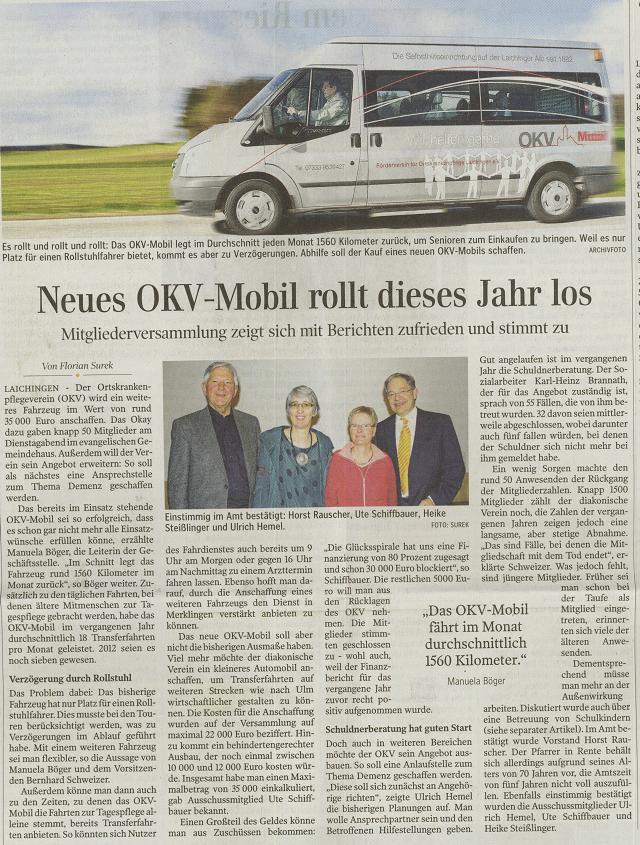 Die Selbsthilfeeinrichtung auf der Laichinger Alb seit 1882
Wir helfen gerne
OKV
Tel. 07333
Förderverein für Ortskrankenpflege Laichingen e.V.
Es rollt und rollt und rollt: Das OKV-Mobil legt im Durchschnitt jeden Monat 1560 Kilometer zurück, um Senioren zum Einkaufen zu bringen. Weil es nur
Platz für einen Rollstuhlfahrer bietet, kommt es aber zu Verzögerungen. Abhilfe soll der Kauf eines neuen OKV-Mobils schaffen.
ARCHIVFOTO
Neues OKV-Mobil rollt dieses Jahr los
Mitgliederversammlung zeigt sich mit Berichten zufrieden und stimmt zu
Von Florian Surek
LAICHINGEN - Der Ortskranken-
pflegeverein (OKV) wird ein weite-
res Fahrzeug im Wert von rund
35 000 Euro anschaffen. Das Okay
dazu gaben knapp 50 Mitglieder am
Dienstagabend im evangelischen Ge-
meindehaus. Außerdem will der Ver-
ein sein Angebot erweitern: So soll
als nächstes eine Ansprechstelle
zum Thema Demenz geschaffen
werden.
Das bereits im Einsatz stehende
OKV-Mobil sei so erfolgreich, dass
es schon gar nicht mehr alle Einsatz-
wünsche erfüllen könne, erzählte
Manuela Böger, die Leiterin der Ge-
schäftsstelle. „Im Schnitt legt das
Fahrzeug rund 1560 Kilometer im
Monat zurück", so Böger weiter. Zu-
sätzlich zu den täglichen Fahrten, bei
denen ältere Mitmenschen zur Ta-
gespflege gebracht werden, habe das
OKV-Mobil im vergangenen Jahr
durchschnittlich 18 Transferfahrten
pro Monat geleistet. 2012 seien es
noch sieben gewesen.
Verzögerung durch Rollstuhl
Das Problem dabei: Das bisherige
Fahrzeug hat nur Platz für einen Rol-
lstuhlfahrer. Dies musste bei den Tou-
ren berücksichtigt werden, was zu
Verzögerungen im Ablauf geführt
habe. Mit einem weiteren Fahrzeug
sei man flexibler, so die Aussage von
Manuela Böger und dem Vorsitzen-
den Bernhard Schweizer.
Außerdem könne man dann auch
zu den Zeiten, zu denen das OKV-
Mobil die Fahrten zur Tagespflege al-
leine stemmt, bereits Transferfahr-
ten anbieten. So könnten sich Nutzer
Einstimmig im Amt bestätigt: Horst Rauscher, Ute Schiffbauer, Heike
Steißlinger und Ulrich Hemel.
FOTO: SUREK
des Fahrdienstes auch bereits um 9
Uhr am Morgen oder gegen 16 Uhr
am Nachmittag zu einem Arzttermin
fahren lassen. Ebenso hofft man da-
rauf, durch die Anschaffung eines
weiteren Fahrzeugs den Dienst in
Merklingen verstärkt anbieten zu
können.
Das neue OKV-Mobil soll aber
nicht die bisherigen Ausmaße haben.
Viel mehr möchte der diakonische
Verein ein kleineres Automobil an-
schaffen, um Transferfahrten auf
weiteren Strecken wie nach Ulm
wirtschaftlicher gestalten zu kön-
nen. Die Kosten für die Anschaffung
wurden auf der Versammlung auf
maximal 22 000 Euro beziffert. Hin-
zu kommt ein behindertengerechter
Ausbau, der noch einmal zwischen
10 000 und 12 000 Euro kosten wür-
de. Insgesamt habe man einen Maxi-
malbetrag von 35 000 einkalkuliert,
gab Ausschussmitglied Ute Schiff-
bauer bekannt.
Einen Großteil des Geldes könne
man aus Zuschüssen bekommen:
„Die Glücksspirale hat uns eine Fi-
nanzierung von 80 Prozent zugesagt
und schon 30 000 Euro blockiert", so
Schiffbauer. Die restlichen 5000 Eu-
ro will man aus
den Rücklagen
des OKV neh-
men. Die Mit-
glieder stimm-
ten geschlossen
zu - wohl auch,
weil der Finanz-
bericht für das
vergangene Jahr
zuvor recht po-
sitiv aufgenommen wurde.
„Das OKV-Mobil
fährt im Monat
durchschnittlich
1560 Kilometer."
Manuela Böger
Schuldnerberatung hat guten Start
Doch auch in weiteren Bereichen
möchte der OKV sein Angebot aus-
bauen. So soll eine Anlaufstelle zum
Thema Demenz geschaffen werden.
„Diese soll sich zunächst an Angehö-
rige richten", zeigte Ulrich Hemel
die bisherigen Planungen auf. Man
wolle Ansprechpartner sein und den
Betroffenen Hilfestellungen geben.
Gut angelaufen ist im vergangenen
Jahr die Schuldnerberatung. Der So-
zialarbeiter Karl-Heinz Brannath,
der für das Angebot zuständig ist,
sprach von 55 Fällen, die von ihm be-
treut wurden. 32 davon seien mittler-
weile abgeschlossen, wobei darunter
auch fünf fallen würden, bei denen
der Schuldner sich nicht mehr bei
ihm gemeldet habe.
Ein wenig Sorgen machte den
rund 50 Anwesenden der Rückgang
der Mitgliederzahlen. Knapp 1500
Mitglieder zählt der diakonische
Verein noch, die Zahlen der vergan-
genen Jahren zeigen jedoch eine
langsame, aber stetige Abnahme.
„Das sind Fälle, bei denen die Mit-
gliedschaft mit dem Tod endet", er-
klärte Schweizer. Was jedoch fehlt,
sind jüngere Mitglieder. Früher sei
man schon bei
der Taufe als
Mitglied einge-
treten, erinner-
ten sich viele der
älteren Anwe-
senden.
Dementspre-
chend müsse
man mehr an der
Außenwirkung
arbeiten. Diskutiert wurde auch über
eine Betreuung von Schulkindern
(siehe separater Artikel). Im Amt be-
stätigt wurde Vorstand Horst Rau-
scher. Der Pfarrer in Rente behält
sich allerdings aufgrund seines Al-
ters von 70 Jahren vor, die Amtszeit
von fünf Jahren nicht voll auszufül-
len. Ebenfalls einstimmig bestätigt
wurden die Ausschussmitglieder Ul-
rich Hemel, Ute Schiffbauer und
Heike Steißlinger.